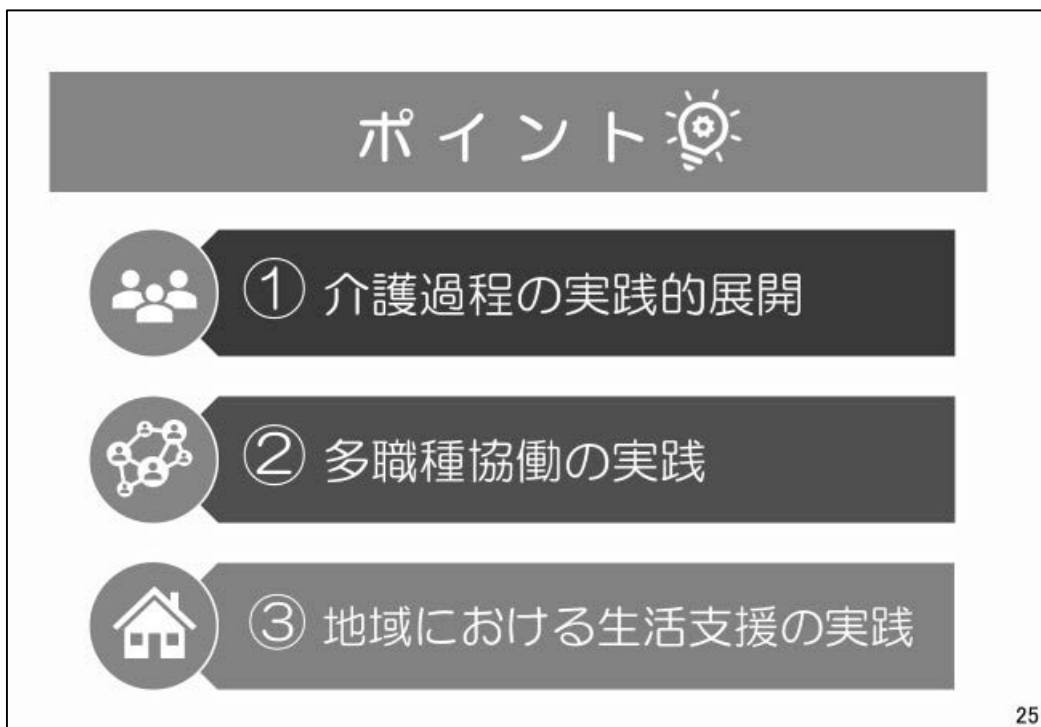 ポイント
① 介護過程の実践的展開
② 多職種協働の実践
③ 地域における生活支援の実践
25